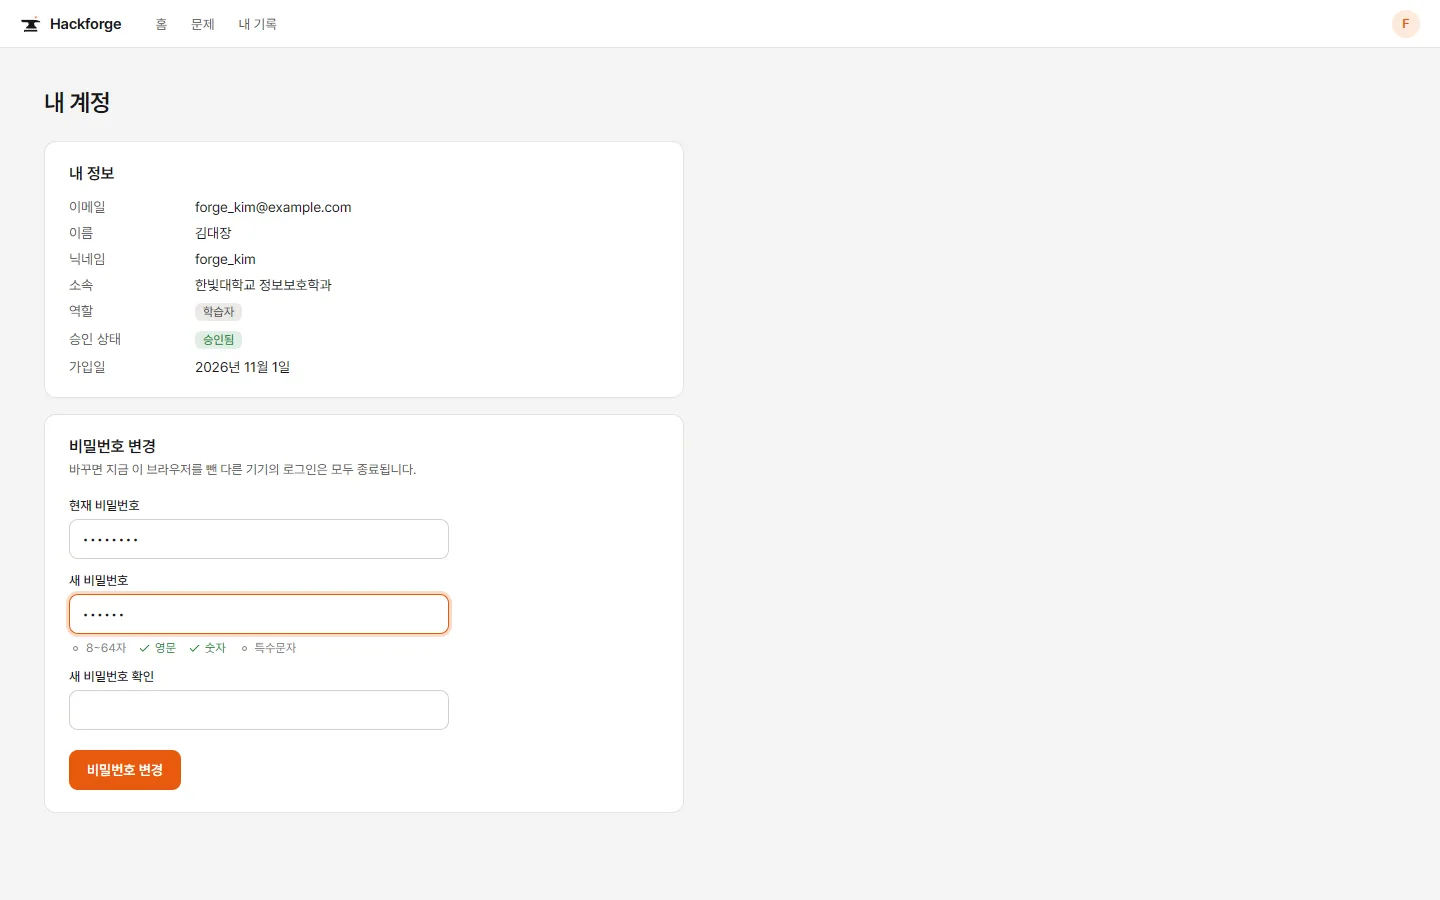 Hackforge 홈 문제 내 기록 F
내 계정
내 정보
이메일 forge_kim@example.com
이름 김대장
닉네임 forge_kim
소속 한빛대학교 정보보호학과
역할 학습자
승인 상태 승인됨
가입일 2026년 11월 1일
비밀번호 변경
바꾸면 지금 이 브라우저를 뺀 다른 기기의 로그인은 모두 종료됩니다.
현재 비밀번호
••••••••
새 비밀번호
••••••
8~64자 영문 숫자 특수문자
새 비밀번호 확인
비밀번호 변경